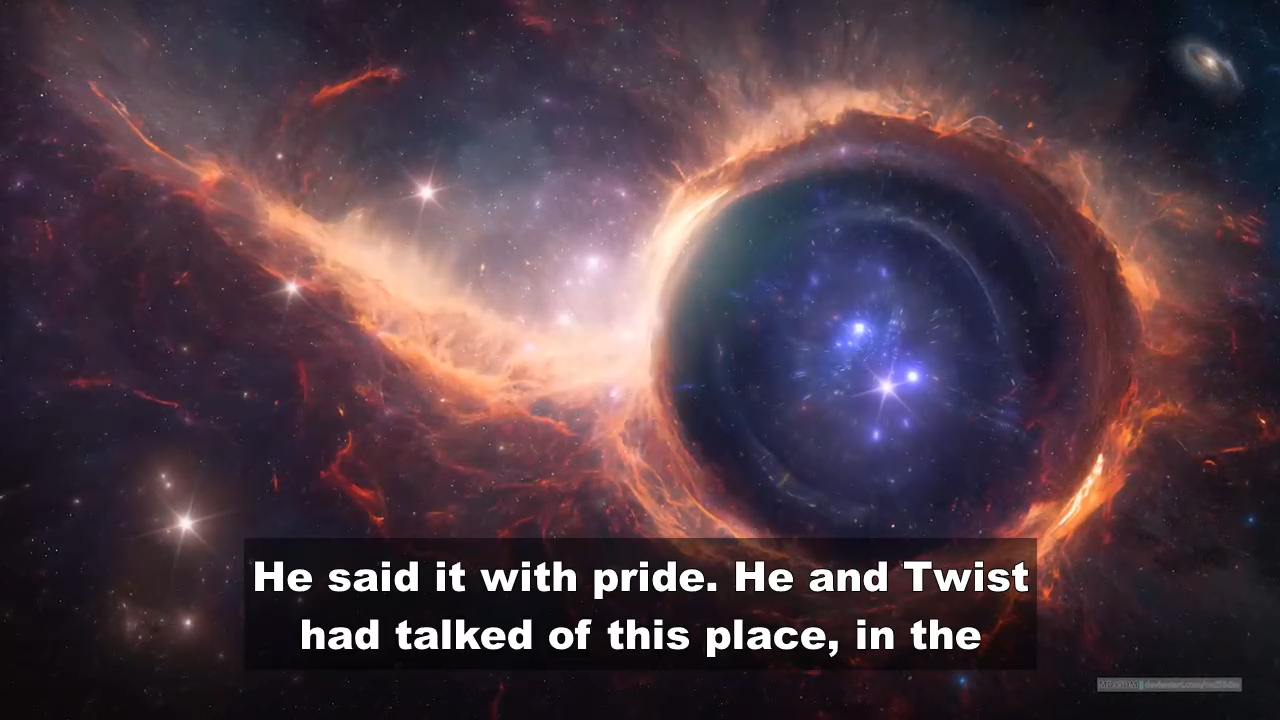 He said it with pride. He and Twist
had talked of this place, in the